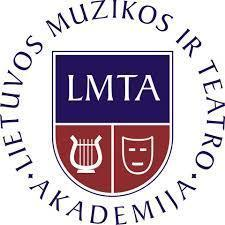 LIETUVOS MUZIKOS IR TEATRO
· AKADEMIJA ·
LMTA